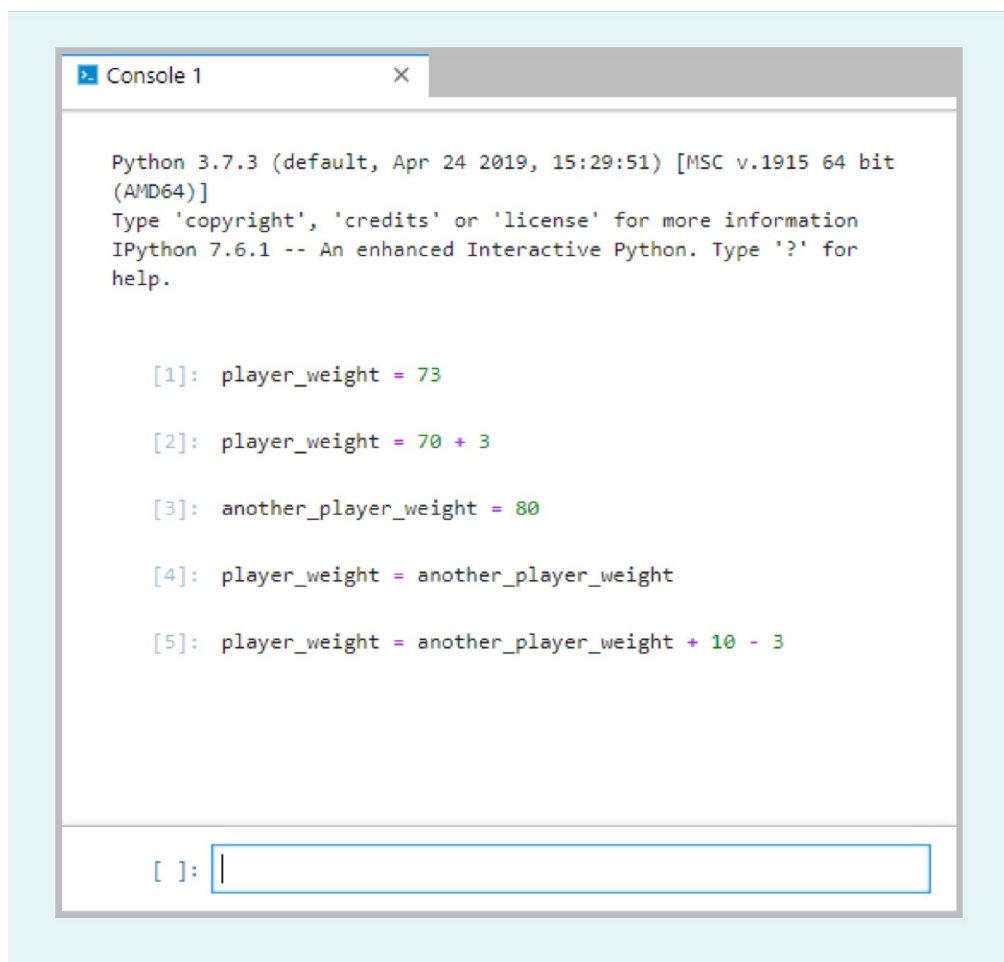 Console 1
Python 3.7.3 (default, Apr 24 2019, 15:29:51) [MSC v.1915 64 bit
(AMD64)]
Type 'copyright', 'credits' or 'license' for more information
IPython 7.6.1 -- An enhanced Interactive Python. Type '?' for
help.
[1]: player_weight = 73
[2]: player_weight = 70 + 3
[3]: another_player_weight = 80
[4]: player_weight = another_player_weight
[5]: player_weight = another_player_weight + 10 - 3
[ ]: